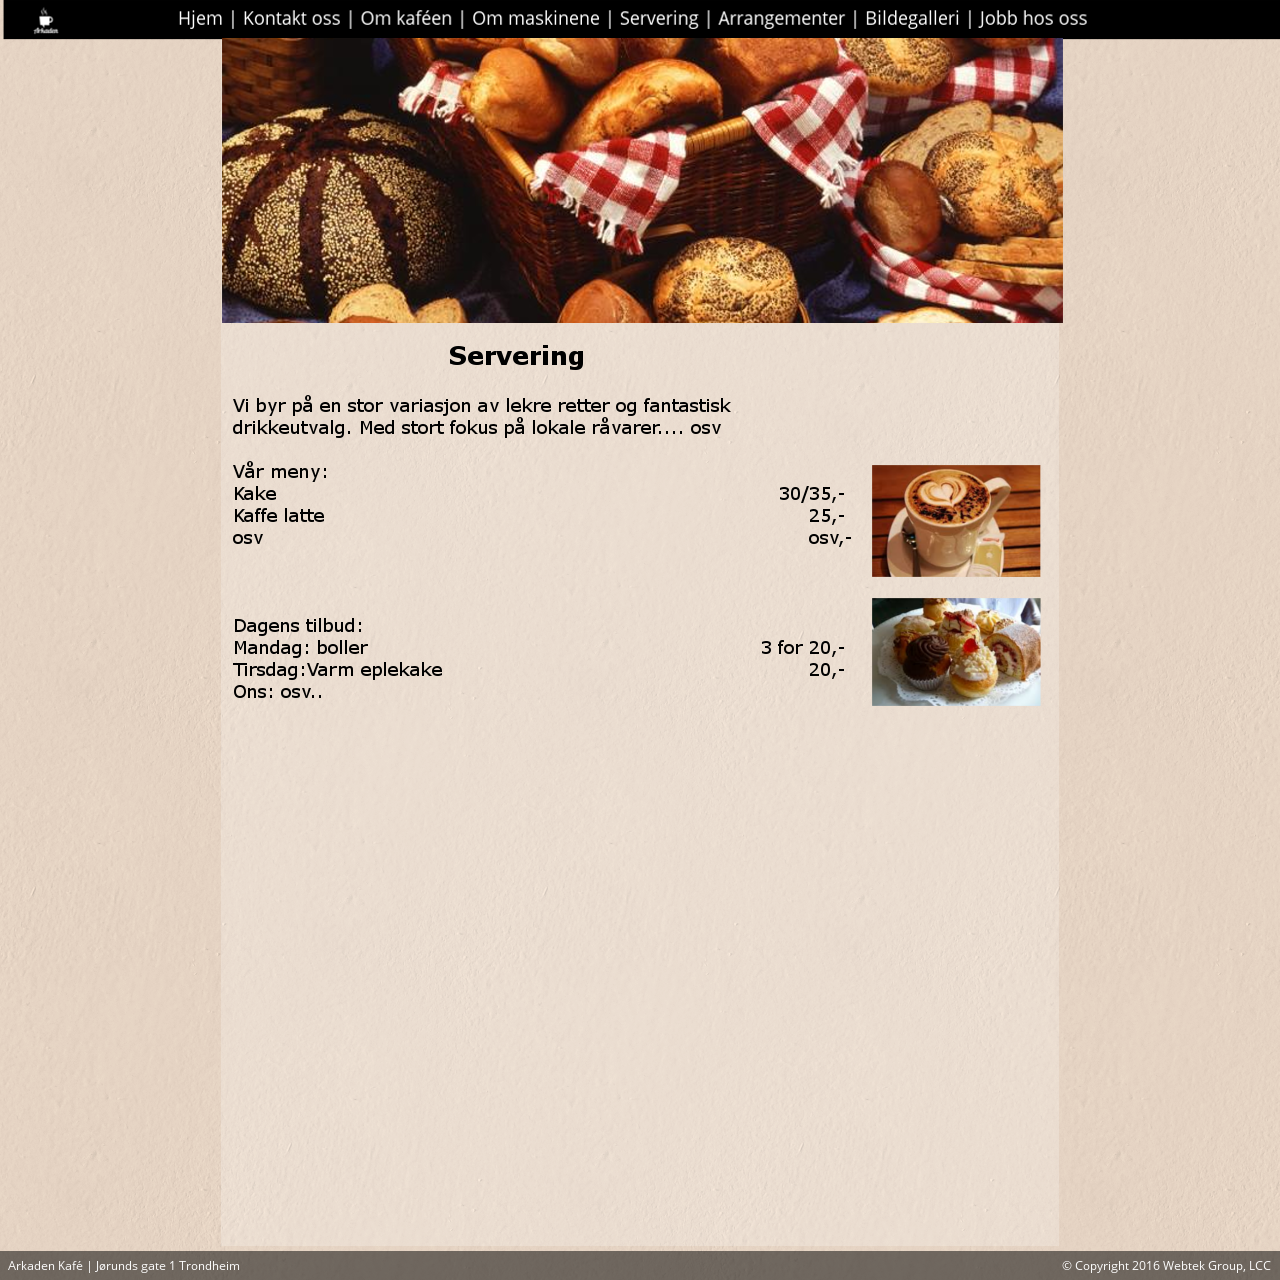 Arkaden
Hjem | Kontakt oss | Om kaféen | Om maskinene | Servering | Arrangementer | Bildegalleri | Jobb hos oss
Servering
Vi byr på en stor variasjon av lekre retter og fantastisk
drikkeutvalg. Med stort fokus på lokale råvarer.... osv
Vår meny:
Kake 30/35,-
Kaffe latte 25,-
osv osv,-
Dagens tilbud:
Mandag: boller 3 for 20,-
Tirsdag:Varm eplekake 20,-
Ons: osv..
Arkaden Kafé | Jørunds gate 1 Trondheim © Copyright 2016 Webtek Group, LCC